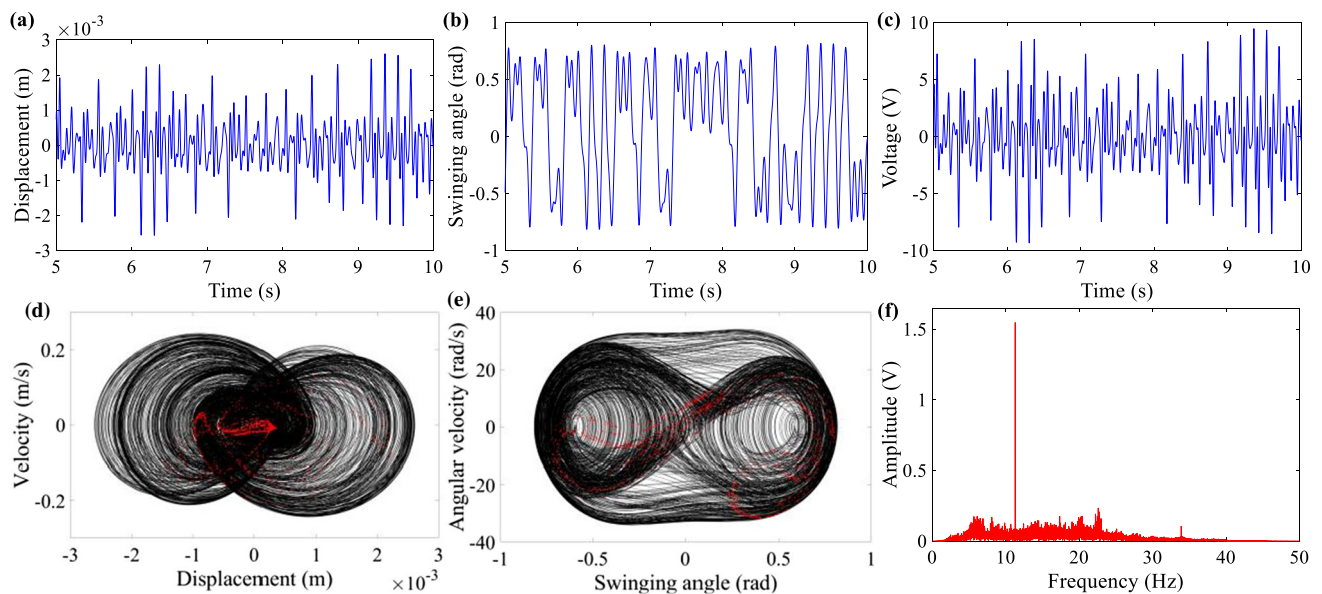 (a)
×10⁻³
3
2
1
0
-1
-2
-3
Displacement (m)
5 6 7 8 9 10
Time (s)
(b)
1
0.5
0
-0.5
-1
Swinging angle (rad)
5 6 7 8 9 10
Time (s)
(c)
10
5
0
-5
-10
Voltage (V)
5 6 7 8 9 10
Time (s)
(d)
0.2
0
-0.2
Velocity (m/s)
-3 -2 -1 0 1 2 3
Displacement (m)
×10⁻³
(e)
40
20
0
-20
-40
Angular velocity (rad/s)
-1 -0.5 0 0.5 1
Swinging angle (rad)
(f)
1.5
1
0.5
0
Amplitude (V)
0 10 20 30 40 50
Frequency (Hz)